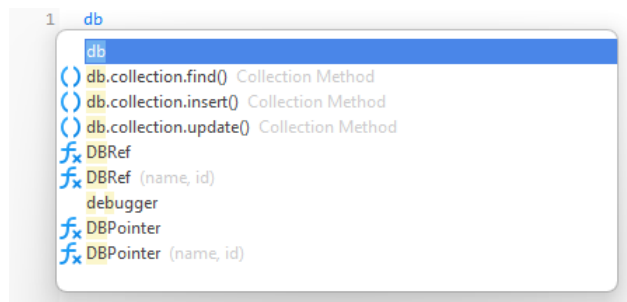 1 db
db
db.collection.find() Collection Method
db.collection.insert() Collection Method
db.collection.update() Collection Method
DBRef
DBRef (name, id)
debugger
DBPointer
DBPointer (name, id)